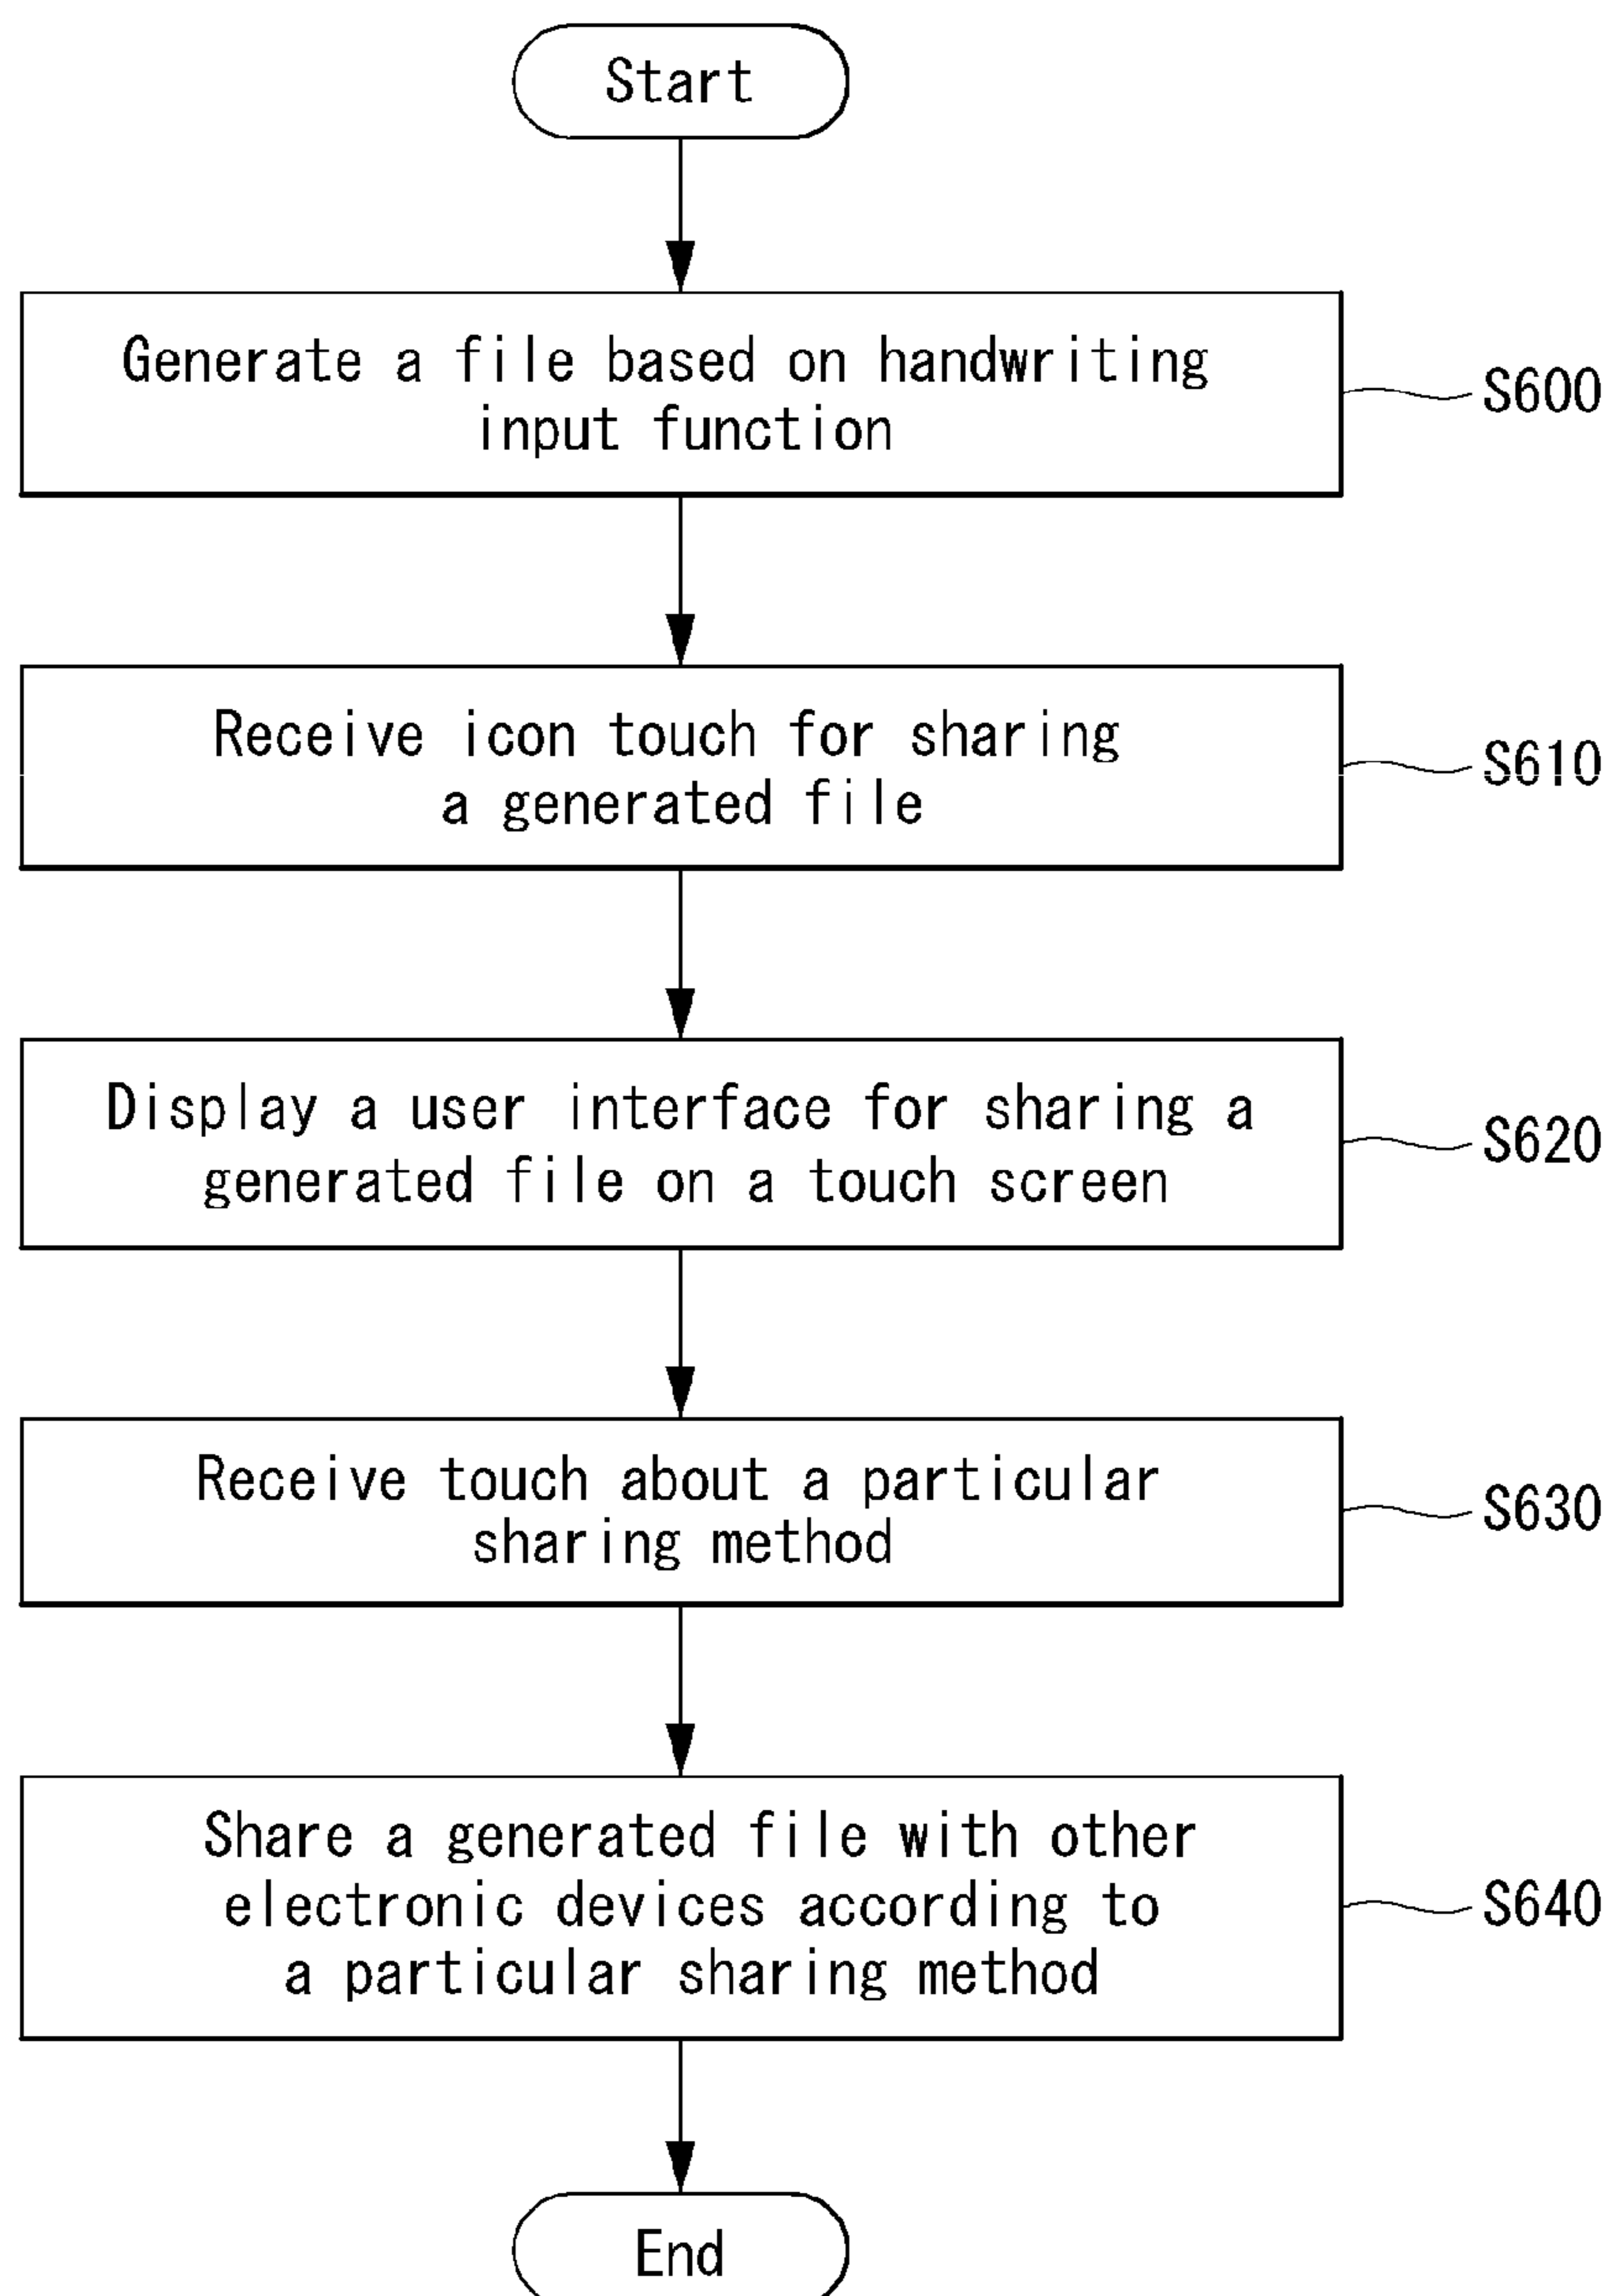 Start
Generate a file based on handwriting
input function
S600
Receive icon touch for sharing
a generated file
S610
Display a user interface for sharing a
generated file on a touch screen
S620
Receive touch about a particular
sharing method
S630
Share a generated file with other
electronic devices according to
a particular sharing method
S640
End